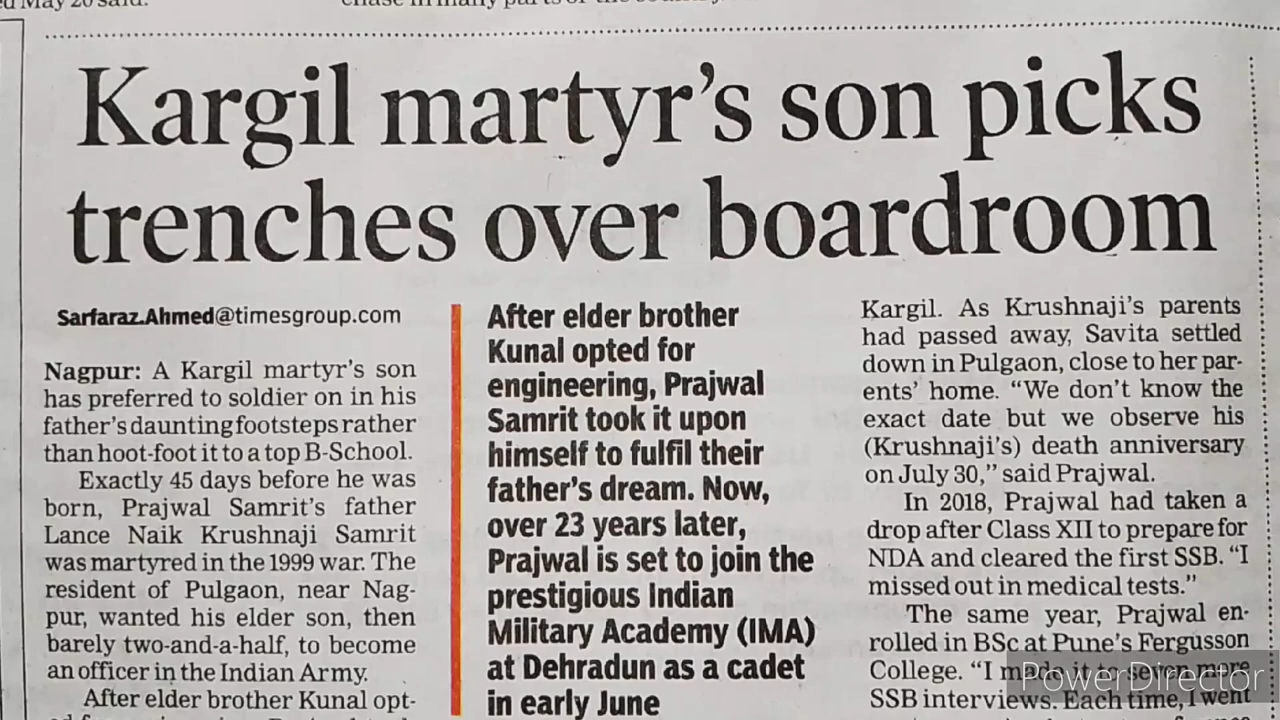 Kargil martyr's son picks
trenches over boardroom
Sarfaraz.Ahmed@timesgroup.com
Nagpur: A Kargil martyr's son
has preferred to soldier on in his
father's daunting footsteps rather
than hoot-foot it to a top B-School.
Exactly 45 days before he was
born, Prajwal Samrit's father
Lance Naik Krushnaji Samrit
was martyred in the 1999 war. The
resident of Pulgaon, near Nag-
pur, wanted his elder son, then
barely two-and-a-half, to become
an officer in the Indian Army.
After elder brother Kunal opt-
After elder brother
Kunal opted for
engineering, Prajwal
Samrit took it upon
himself to fulfil their
father's dream. Now,
over 23 years later,
Prajwal is set to join the
prestigious Indian
Military Academy (IMA)
at Dehradun as a cadet
in early June
Kargil. As Krushnaji's parents
had passed away, Savita settled
down in Pulgaon, close to her par-
ents' home. "We don't know the
exact date but we observe his
(Krushnaji's) death anniversary
on July 30," said Prajwal.
In 2018, Prajwal had taken a
drop after Class XII to prepare for
NDA and cleared the first SSB. "I
missed out in medical tests."
The same year, Prajwal en-
rolled in BSc at Pune's Fergusson
College. "I made it to seven more
SSB interviews. Each time, I went
PowerDirector